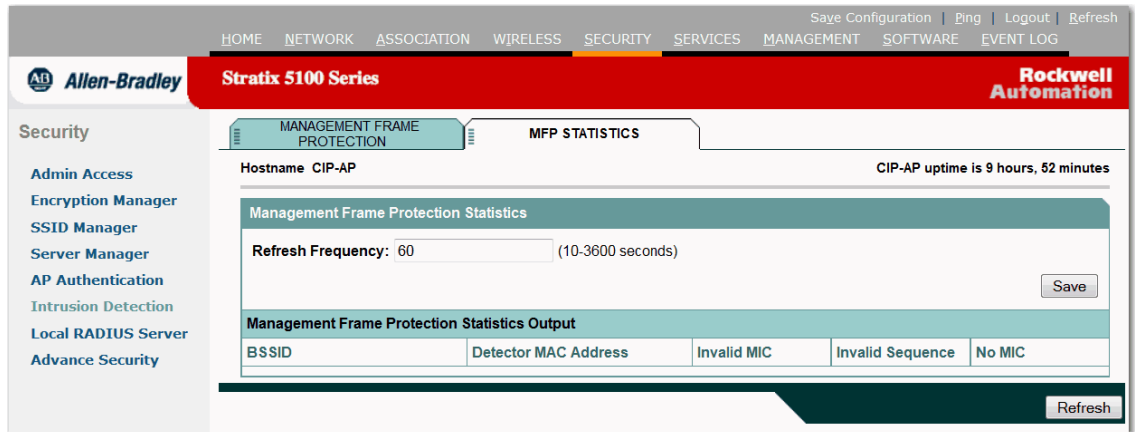 Save Configuration | Ping | Logout | Refresh
HOME NETWORK ASSOCIATION WIRELESS SECURITY SERVICES MANAGEMENT SOFTWARE EVENT LOG
AB Allen-Bradley
Stratix 5100 Series
Rockwell
Automation
Security
Admin Access
Encryption Manager
SSID Manager
Server Manager
AP Authentication
Intrusion Detection
Local RADIUS Server
Advance Security
MANAGEMENT FRAME
PROTECTION
MFP STATISTICS
Hostname CIP-AP
CIP-AP uptime is 9 hours, 52 minutes
Management Frame Protection Statistics
Refresh Frequency: 60 (10-3600 seconds)
Save
Management Frame Protection Statistics Output
BSSID Detector MAC Address Invalid MIC Invalid Sequence No MIC
Refresh